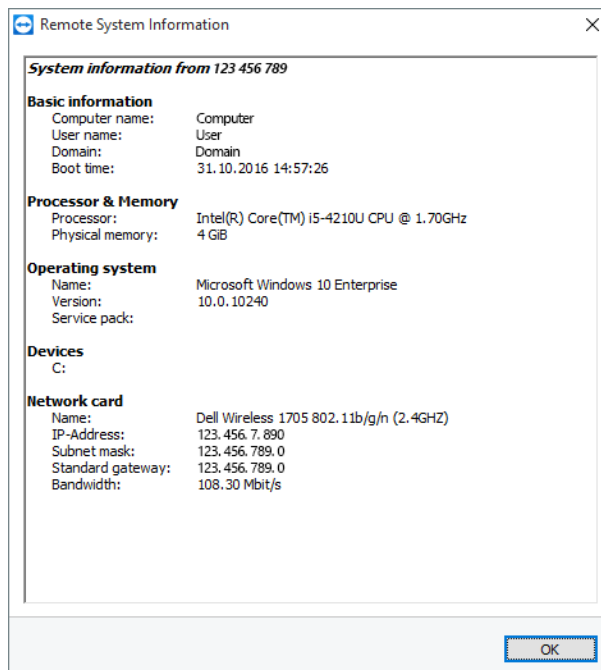 Remote System Information
System information from 123 456 789
Basic information
Computer name: Computer
User name: User
Domain: Domain
Boot time: 31.10.2016 14:57:26
Processor & Memory
Processor: Intel(R) Core(TM) i5-4210U CPU @ 1.70GHz
Physical memory: 4 GiB
Operating system
Name: Microsoft Windows 10 Enterprise
Version: 10.0.10240
Service pack:
Devices
C:
Network card
Name: Dell Wireless 1705 802.11b/g/n (2.4GHZ)
IP-Address: 123.456.7.890
Subnet mask: 123.456.789.0
Standard gateway: 123.456.789.0
Bandwidth: 108.30 Mbit/s
OK